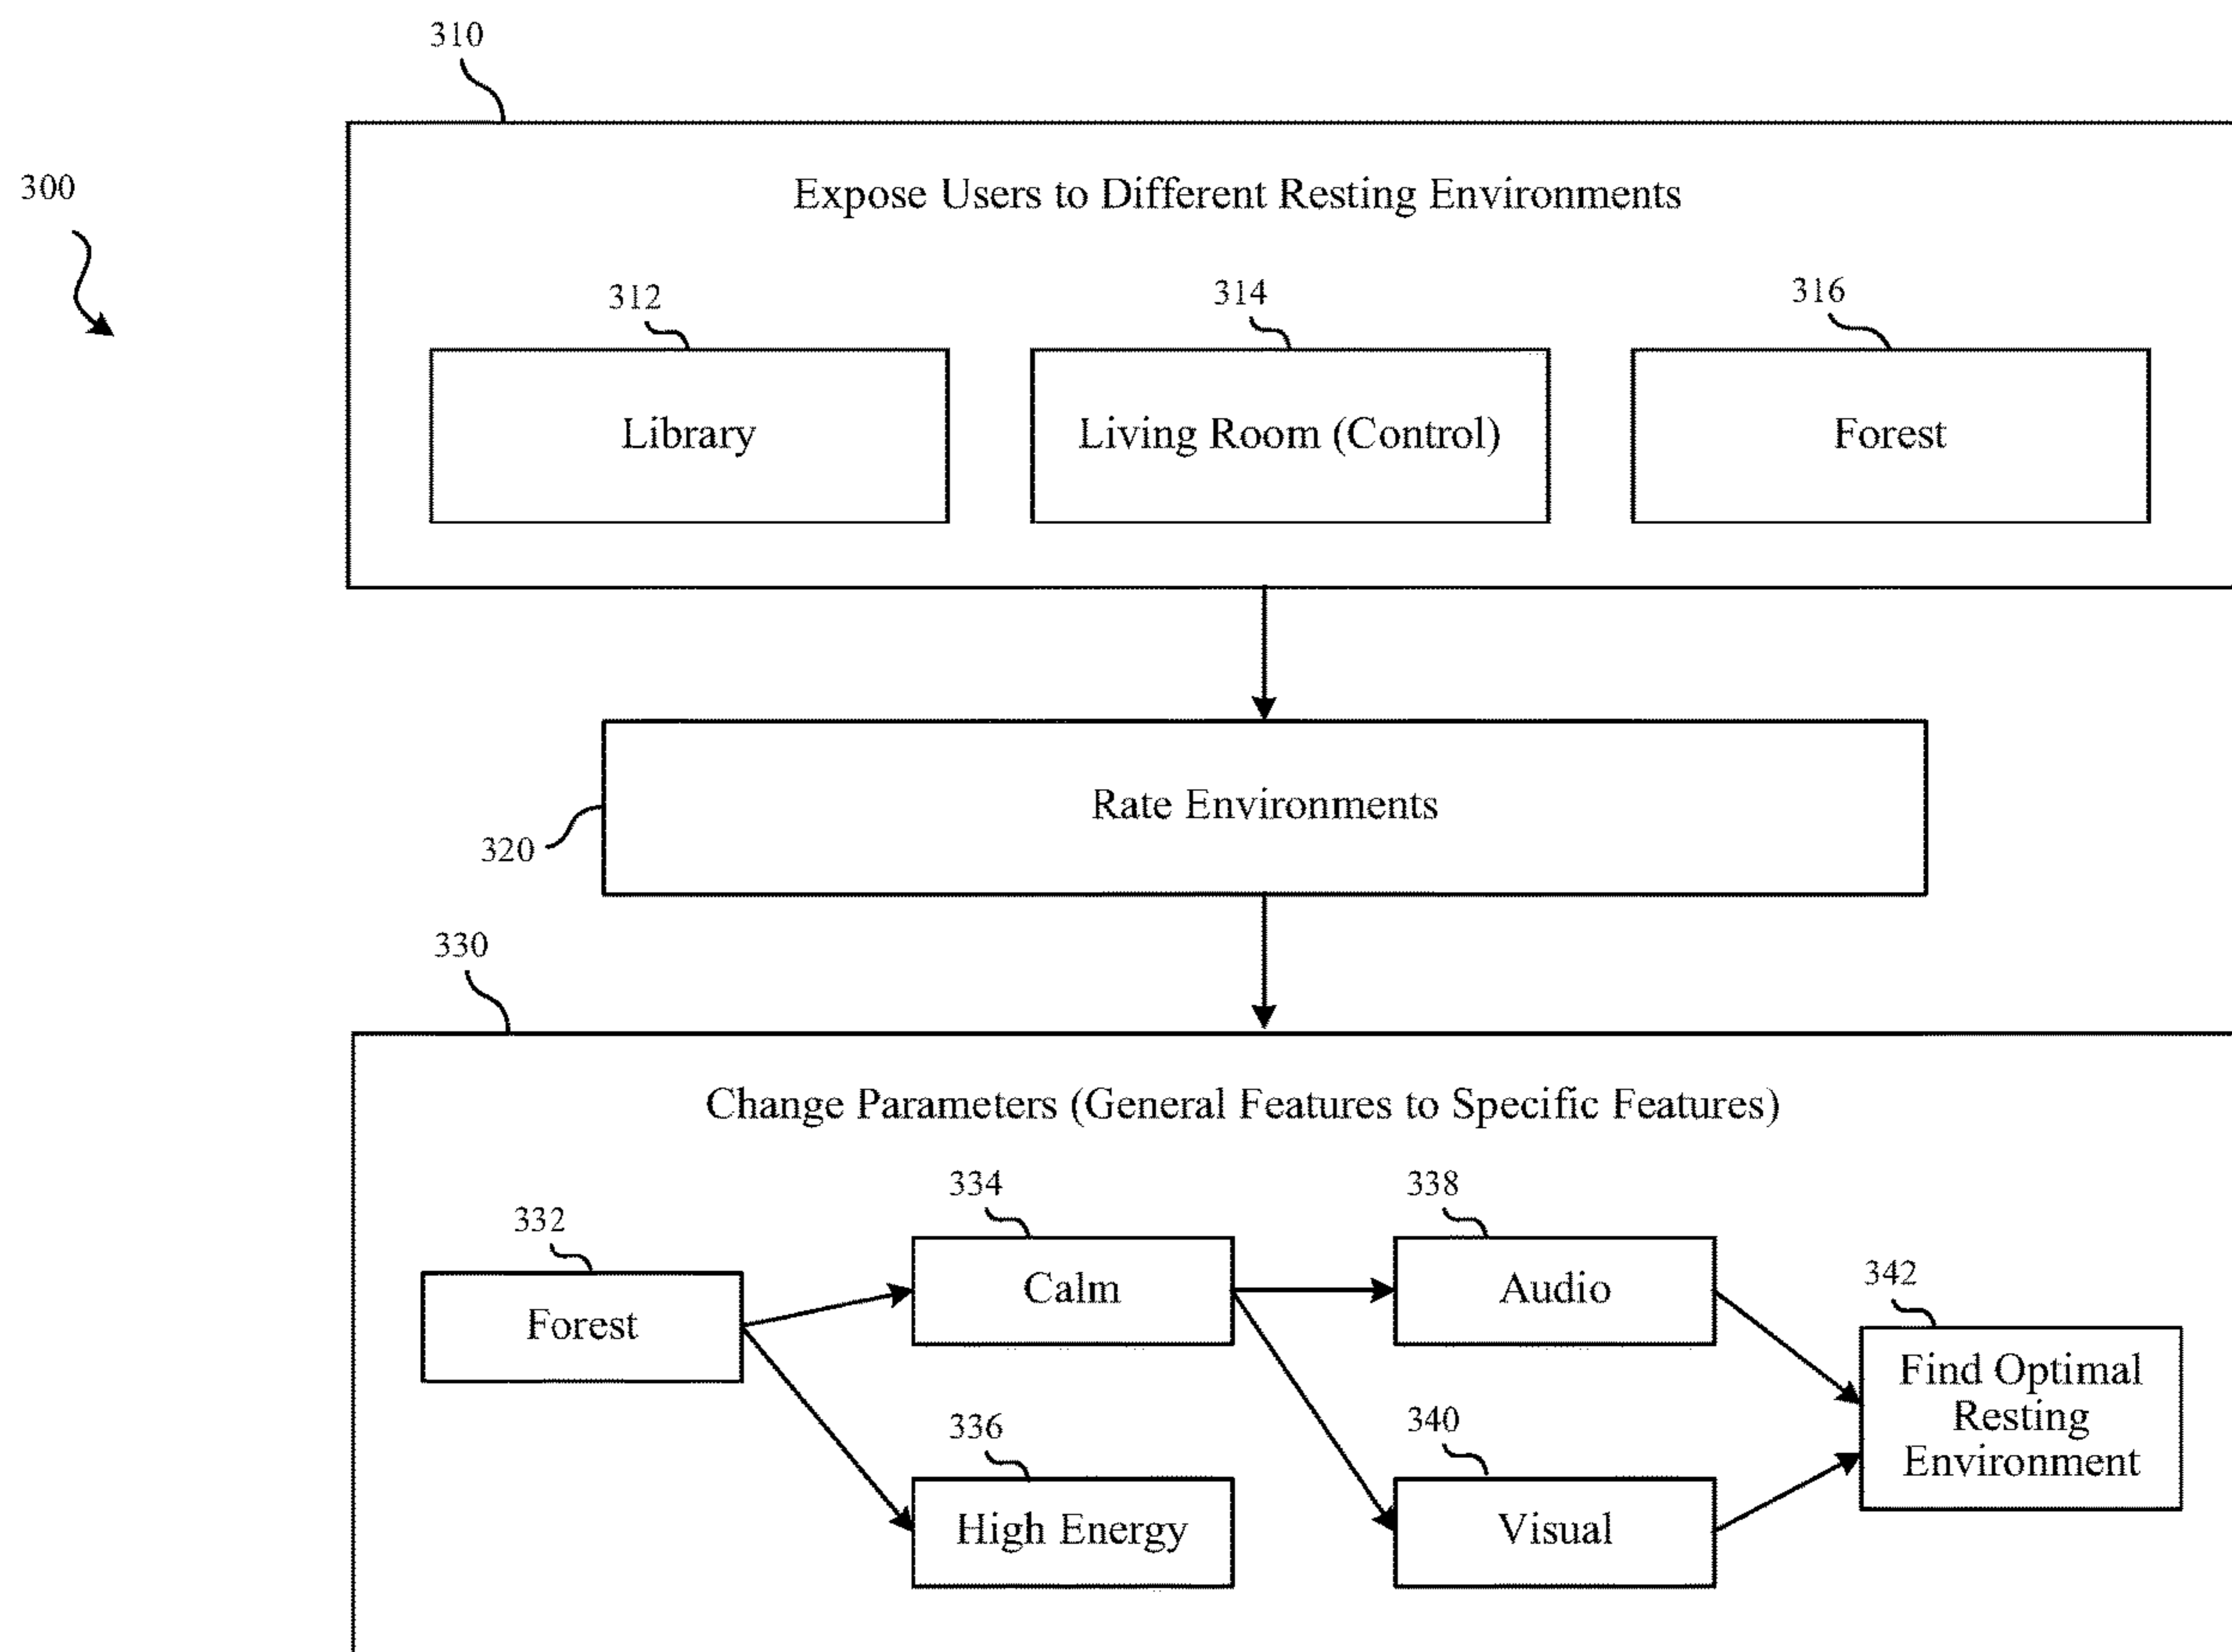 310
300
Expose Users to Different Resting Environments
312
314
316
Library
Living Room (Control)
Forest
Rate Environments
320
330
Change Parameters (General Features to Specific Features)
334
338
332
342
Calm
Audio
Forest
Find Optimal
Resting
Environment
336
340
High Energy
Visual